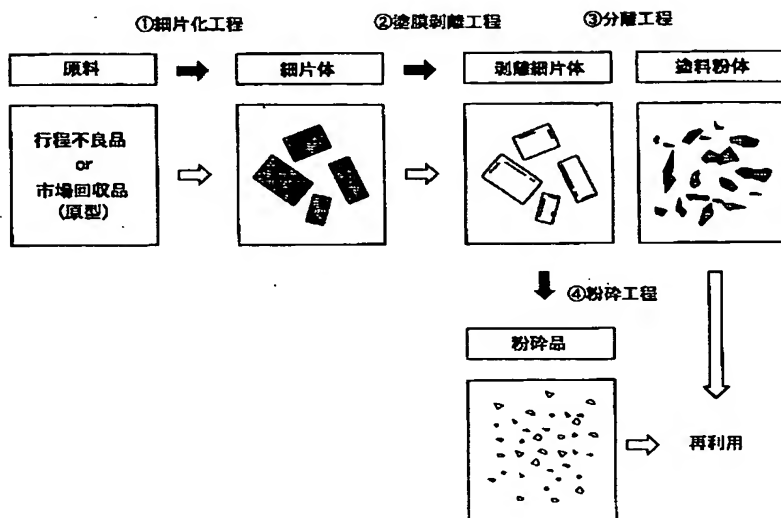 ①細片化工程
②塗膜剥離工程
③分離工程
原料
細片体
剥離細片体
塗料粉体
行程不良品
or
市場回収品
(原型)
④粉砕工程
粉砕品
再利用